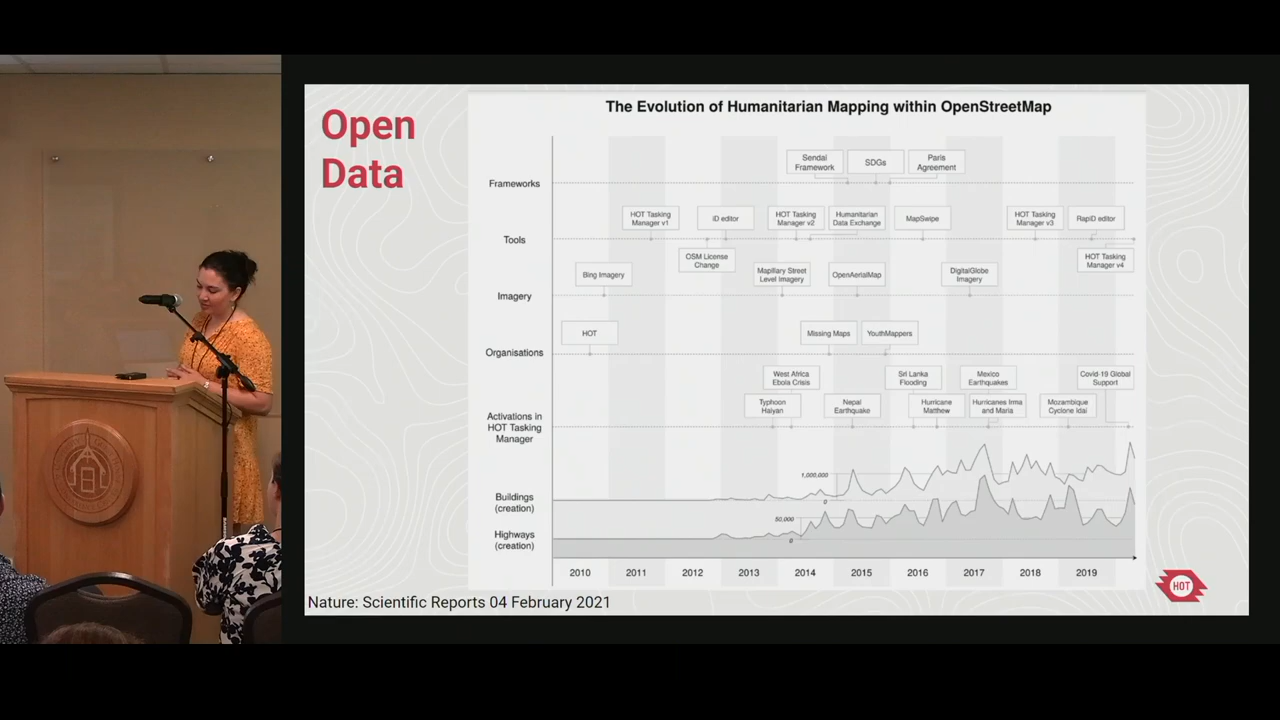 Open
Data
The Evolution of Humanitarian Mapping within OpenStreetMap
Frameworks
Sendai
Framework
SDGs
Paris
Agreement
Tools
HOT Tasking
Manager v1
iD editor
HOT Tasking
Manager v2
Humanitarian
Data Exchange
MapSwipe
HOT Tasking
Manager v3
RapiD editor
OSM License
Change
HOT Tasking
Manager v4
Imagery
Bing Imagery
Mapillary Street
Level Imagery
OpenAerialMap
DigitalGlobe
Imagery
Organisations
HOT
Missing Maps
YouthMappers
Activations in
HOT Tasking
Manager
West Africa
Ebola Crisis
Sri Lanka
Flooding
Mexico
Earthquakes
Covid-19 Global
Support
Typhoon
Haiyan
Nepal
Earthquake
Hurricane
Matthew
Hurricanes Irma
and Maria
Mozambique
Cyclone Idai
Buildings
(creation)
1,000,000
0
Highways
(creation)
50,000
0
2010
2011
2012
2013
2014
2015
2016
2017
2018
2019
HOT
Nature: Scientific Reports 04 February 2021